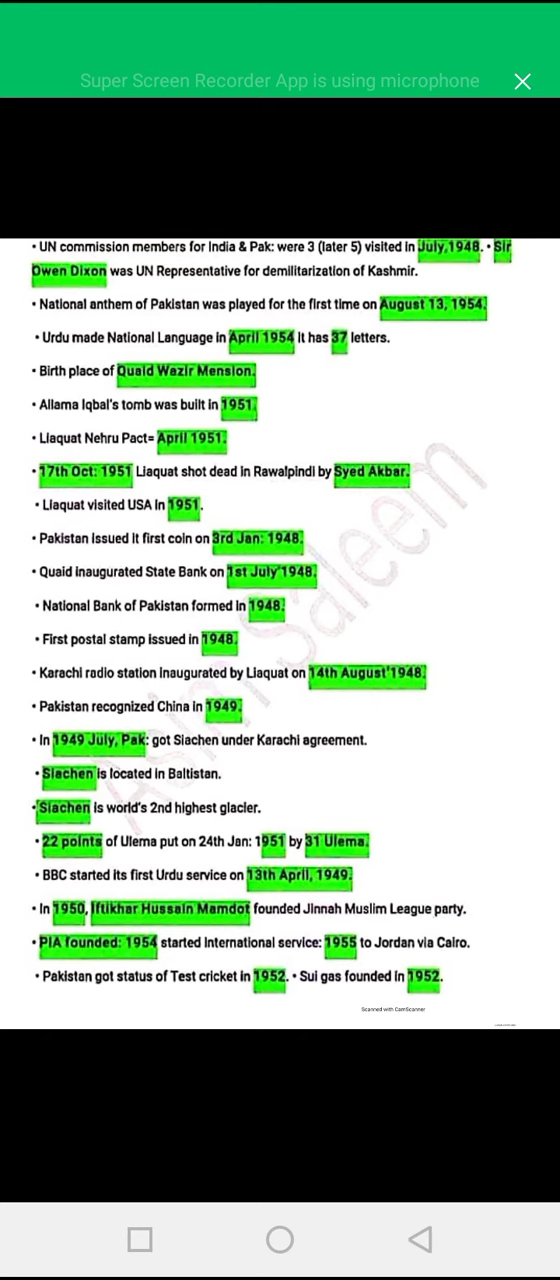 Super Screen Recorder App is using microphone
• UN commission members for India & Pak: were 3 (later 5) visited in July,1948. • Sir
Owen Dixon was UN Representative for demilitarization of Kashmir.
• National anthem of Pakistan was played for the first time on August 13, 1954.
• Urdu made National Language in April 1954 it has 37 letters.
• Birth place of Quaid Wazir Mension.
• Allama Iqbal's tomb was built in 1951.
• Liaquat Nehru Pact= April 1951.
• 17th Oct: 1951 Liaquat shot dead in Rawalpindi by Syed Akbar.
• Liaquat visited USA in 1951.
• Pakistan issued it first coin on 3rd Jan: 1948.
• Quaid inaugurated State Bank on 1st July'1948.
• National Bank of Pakistan formed in 1948.
• First postal stamp issued in 1948.
• Karachi radio station inaugurated by Liaquat on 14th August'1948.
• Pakistan recognized China in 1949.
• In 1949 July, Pak: got Siachen under Karachi agreement.
• Siachen is located in Baltistan.
• Siachen is world's 2nd highest glacier.
• 22 points of Ulema put on 24th Jan: 1951 by 31 Ulema.
• BBC started its first Urdu service on 13th April, 1949.
• In 1950, Iftikhar Hussain Mamdot founded Jinnah Muslim League party.
• PIA founded: 1954 started international service: 1955 to Jordan via Cairo.
• Pakistan got status of Test cricket in 1952. • Sui gas founded in 1952.
Asim Saleem
Scanned with CamScanner